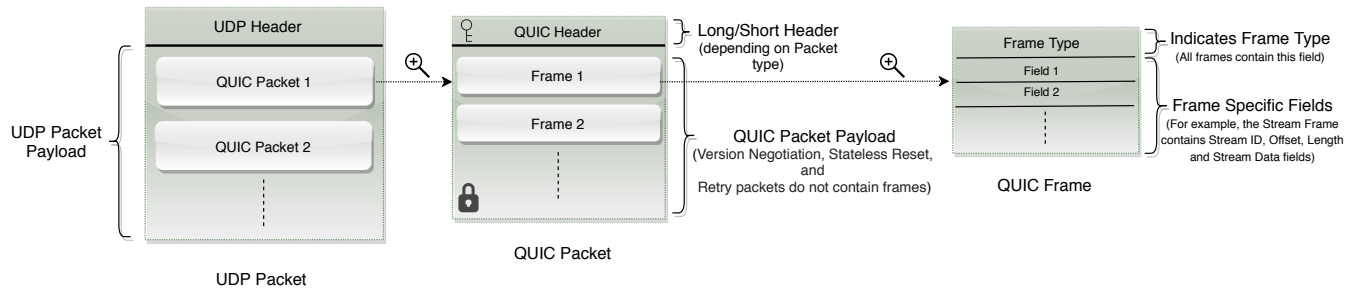 UDP Header
QUIC Packet 1
QUIC Packet 2
UDP Packet
Payload
UDP Packet
QUIC Header
Frame 1
Frame 2
QUIC Packet
Long/Short Header
(depending on Packet
type)
QUIC Packet Payload
(Version Negotiation, Stateless Reset,
and
Retry packets do not contain frames)
Frame Type
Field 1
Field 2
QUIC Frame
Indicates Frame Type
(All frames contain this field)
Frame Specific Fields
(For example, the Stream Frame
contains Stream ID, Offset, Length
and Stream Data fields)